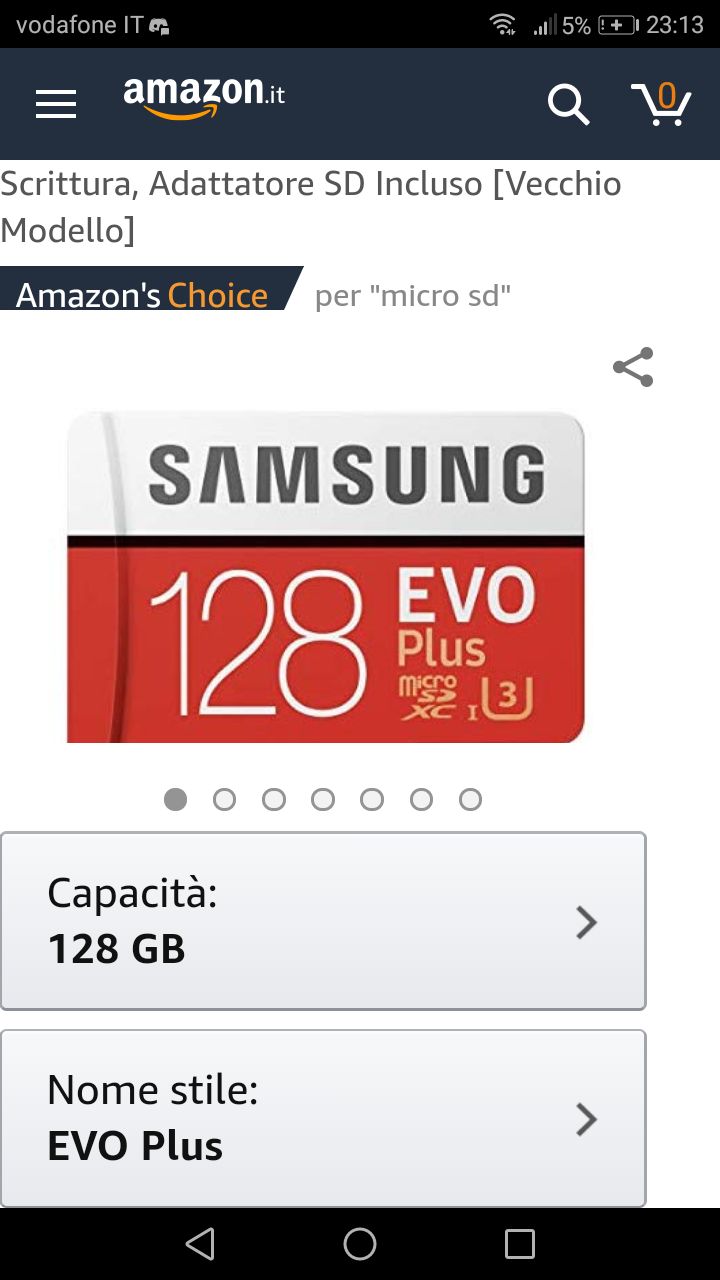 vodafone IT 5% 23:13
amazon.it 0
Scrittura, Adattatore SD Incluso [Vecchio
Modello]
Amazon's Choice per "micro sd"
SAMSUNG
128 EVO
Plus
micro
SD
XC I U3
Capacità:
128 GB
Nome stile:
EVO Plus